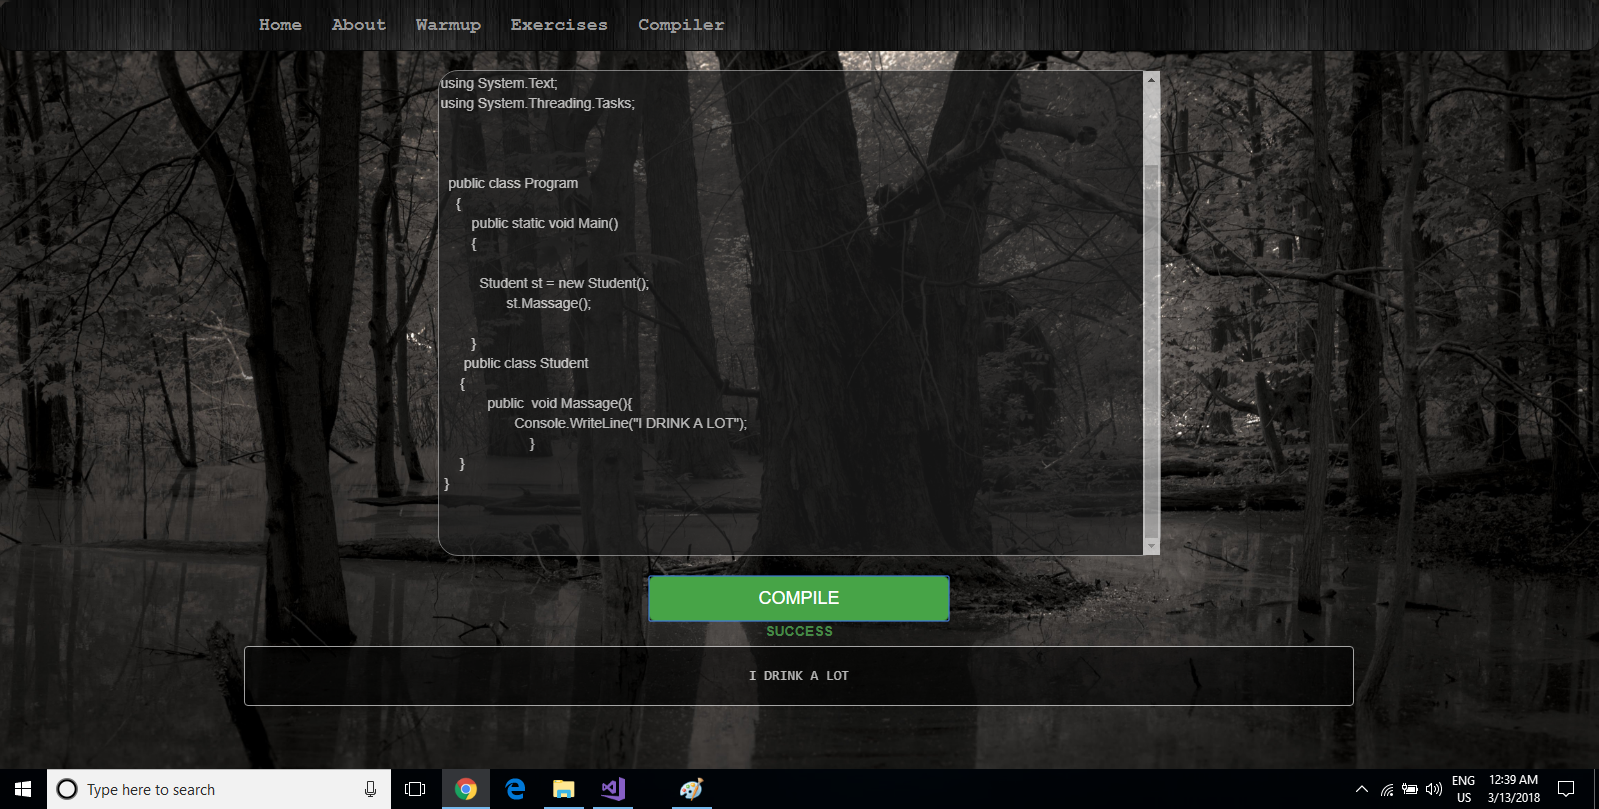 Home About Warmup Exercises Compiler
using System.Text;
using System.Threading.Tasks;
public class Program
{
public static void Main()
{
Student st = new Student();
st.Massage();
}
public class Student
{
public  void Massage(){
Console.WriteLine("I DRINK A LOT");
}
}
}
COMPILE
SUCCESS
I DRINK A LOT
Type here to search
ENG
US
12:39 AM
3/13/2018